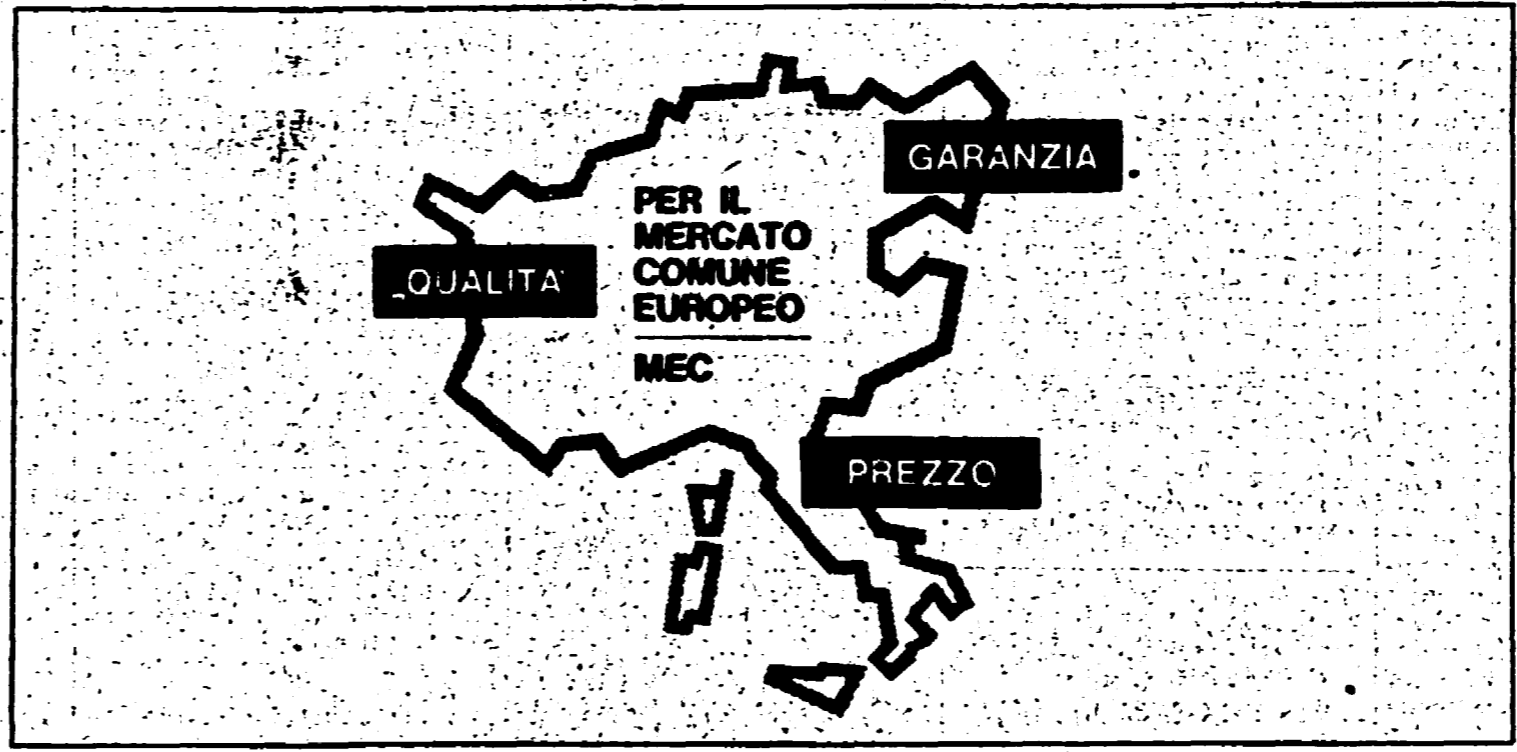 GARANZIA
PER IL
MERCATO
COMUNE
EUROPEO
MEC
QUALITA'
PREZZO